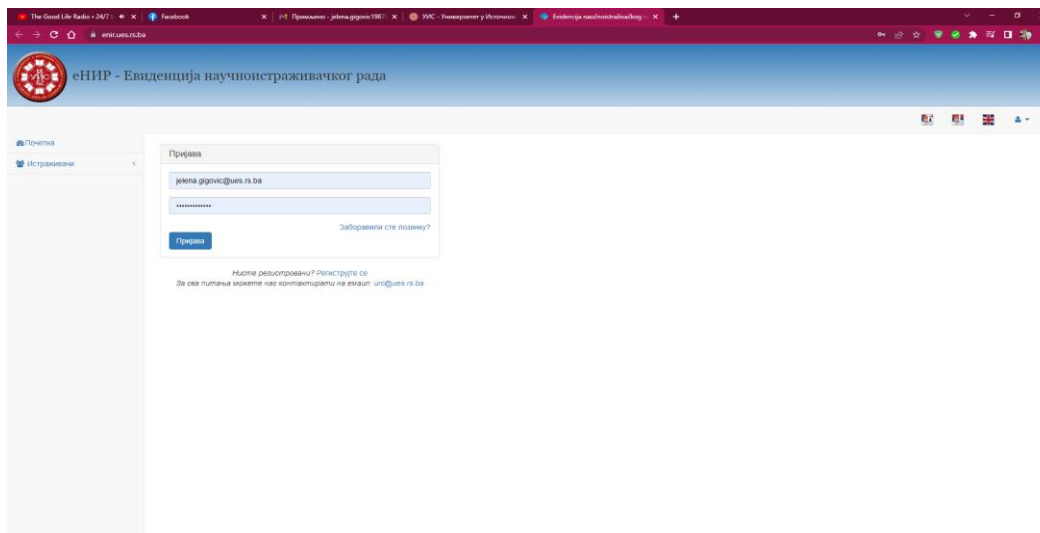 The Good Life Radio • 24/7 L
Facebook
Примљено - jelena.gigovic1987
УИС - Универзитет у Источно
Evidencija naučnoistraživačkog r
enir.ues.rs.ba
еНИР - Евиденција научноистраживачког рада
Почетна
Истраживачи
Пријава
jelena.gigovic@ues.rs.ba
•••••••••••••
Заборавили сте лозинку?
Пријава
Нисте регистровани? Региструјте се
За сва питања можете нас контактирати на емаил: uro@ues.rs.ba